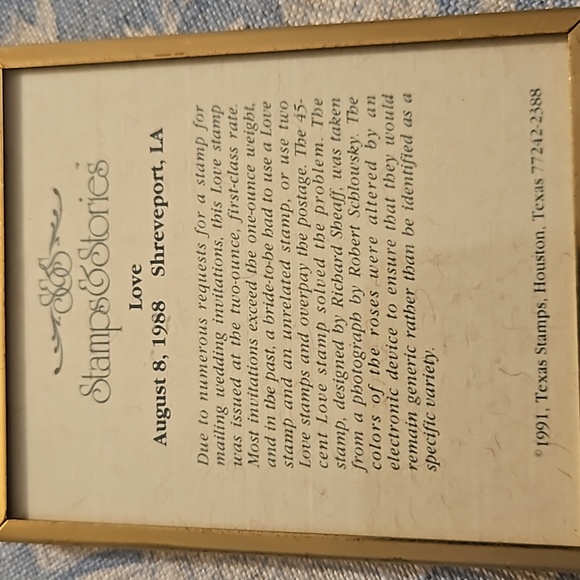 S&S
Stamps&Stories™
Love
August 8, 1988 Shreveport, LA
Due to numerous requests for a stamp for
mailing wedding invitations, this Love stamp
was issued at the two-ounce, first-class rate.
Most invitations exceed the one-ounce weight,
and in the past, a bride-to-be had to use a Love
stamp and an unrelated stamp, or use two
Love stamps and overpay the postage. The 45-
cent Love stamp solved the problem. The
stamp, designed by Richard Sheaff, was taken
from a photograph by Robert Schlowsky. The
colors of the roses were altered by an
electronic device to ensure that they would
remain generic rather than be identified as a
specific variety.
©1991, Texas Stamps, Houston, Texas 77242-2388